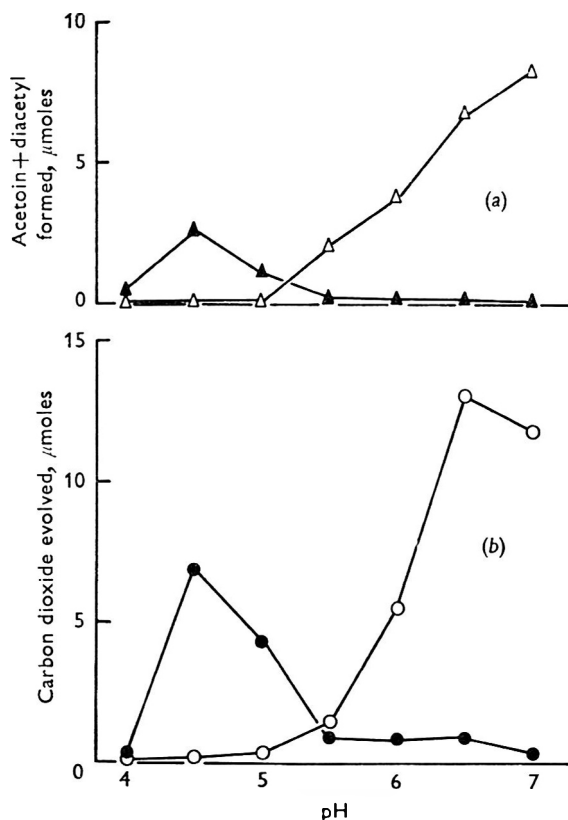 10
Acetoin+diacetyl
formed, μmoles
5
(a)
0
15
Carbon dioxide evolved, μmoles
10
(b)
5
0
4 5 6 7
pH